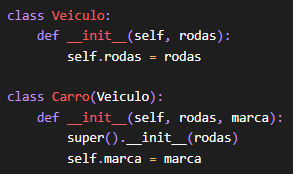 class Veiculo:
    def __init__(self, rodas):
        self.rodas = rodas

class Carro(Veiculo):
    def __init__(self, rodas, marca):
        super().__init__(rodas)
        self.marca = marca